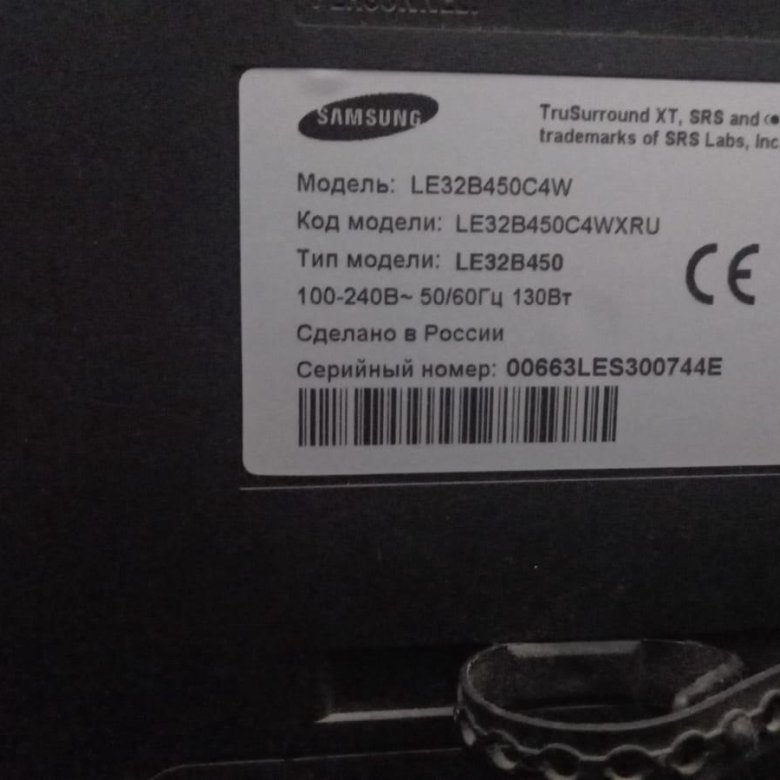 PERSONNEL.
SAMSUNG
TruSurround XT, SRS and
trademarks of SRS Labs, Inc.
Модель: LE32B450C4W
Код модели: LE32B450C4WXRU
Тип модели: LE32B450
CE
100-240В~ 50/60Гц 130Вт
Сделано в России
Серийный номер: 00663LES300744E